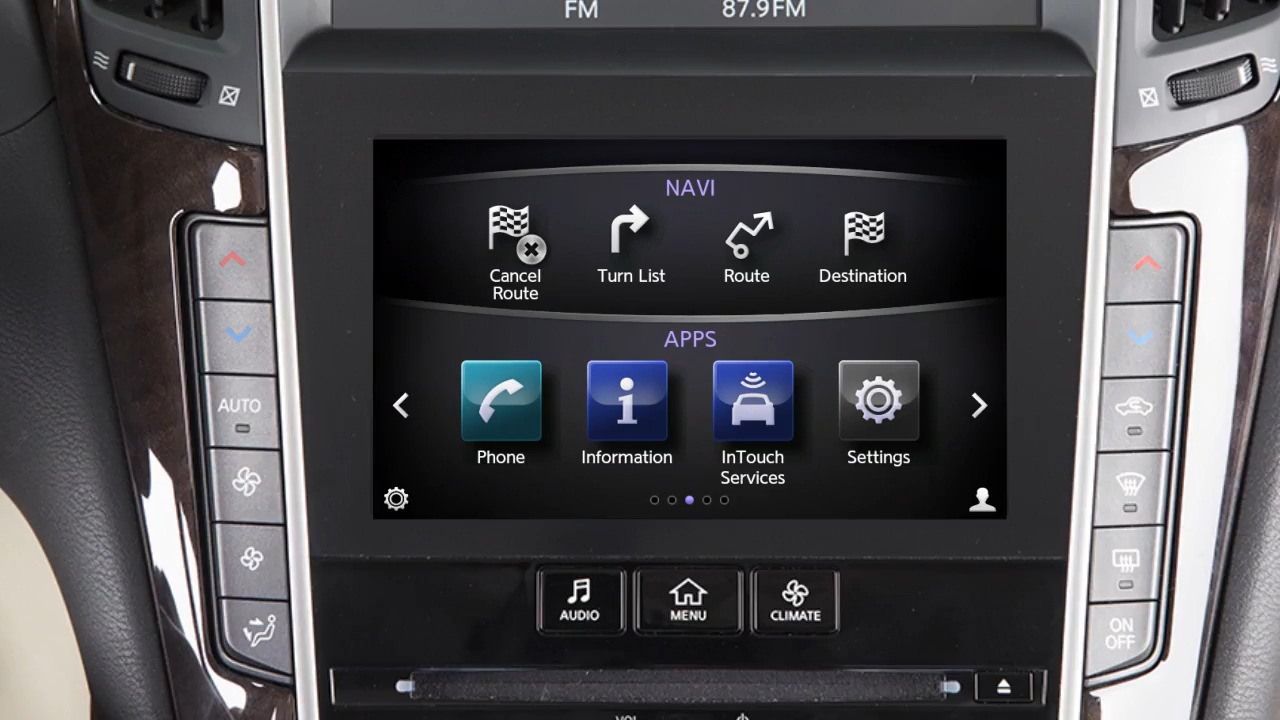 FM 87.9FM
NAVI
Cancel
Route
Turn List
Route
Destination
APPS
Phone
Information
InTouch
Services
Settings
AUTO
AUDIO
MENU
CLIMATE
ON
OFF
VOL